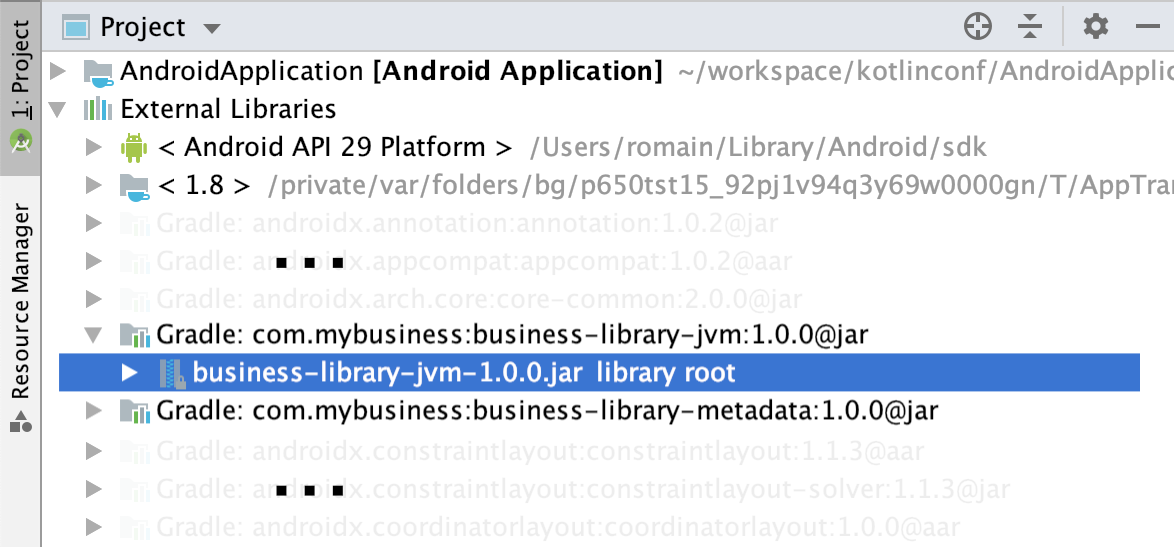 1: Project
Resource Manager
Project
AndroidApplication [Android Application] ~/workspace/kotlinconf/AndroidApplic
External Libraries
< Android API 29 Platform > /Users/romain/Library/Android/sdk
< 1.8 > /private/var/folders/bg/p650tst15_92pj1v94q3y69w0000gn/T/AppTran
Gradle: androidx.annotation:annotation:1.0.2@jar
Gradle: androidx.appcompat:appcompat:1.0.2@aar
Gradle: androidx.arch.core:core-common:2.0.0@jar
Gradle: com.mybusiness:business-library-jvm:1.0.0@jar
business-library-jvm-1.0.0.jar library root
Gradle: com.mybusiness:business-library-metadata:1.0.0@jar
Gradle: androidx.constraintlayout:constraintlayout:1.1.3@aar
Gradle: androidx.constraintlayout:constraintlayout-solver:1.1.3@jar
Gradle: androidx.coordinatorlayout:coordinatorlayout:1.0.0@aar